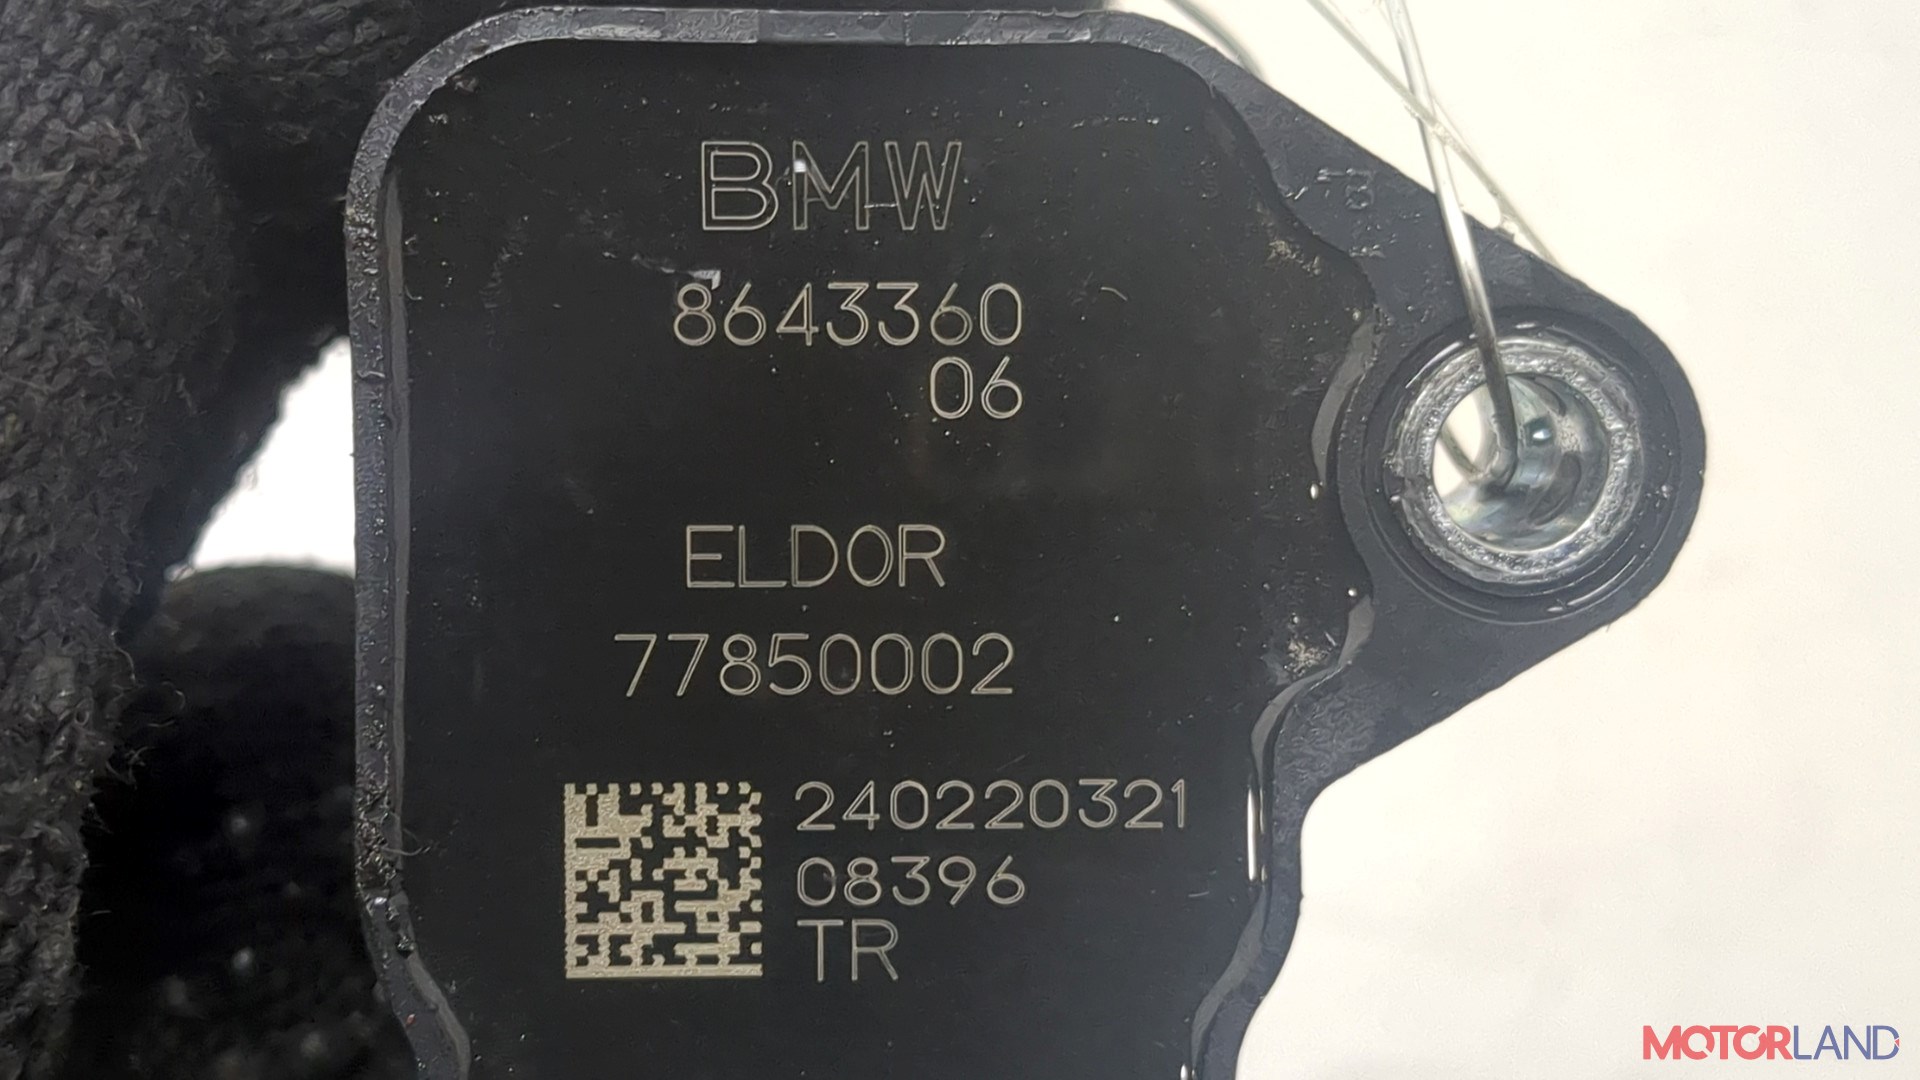 BMW
8643360
06
ELDOR
77850002
240220321
08396
TR
MOTORLAND